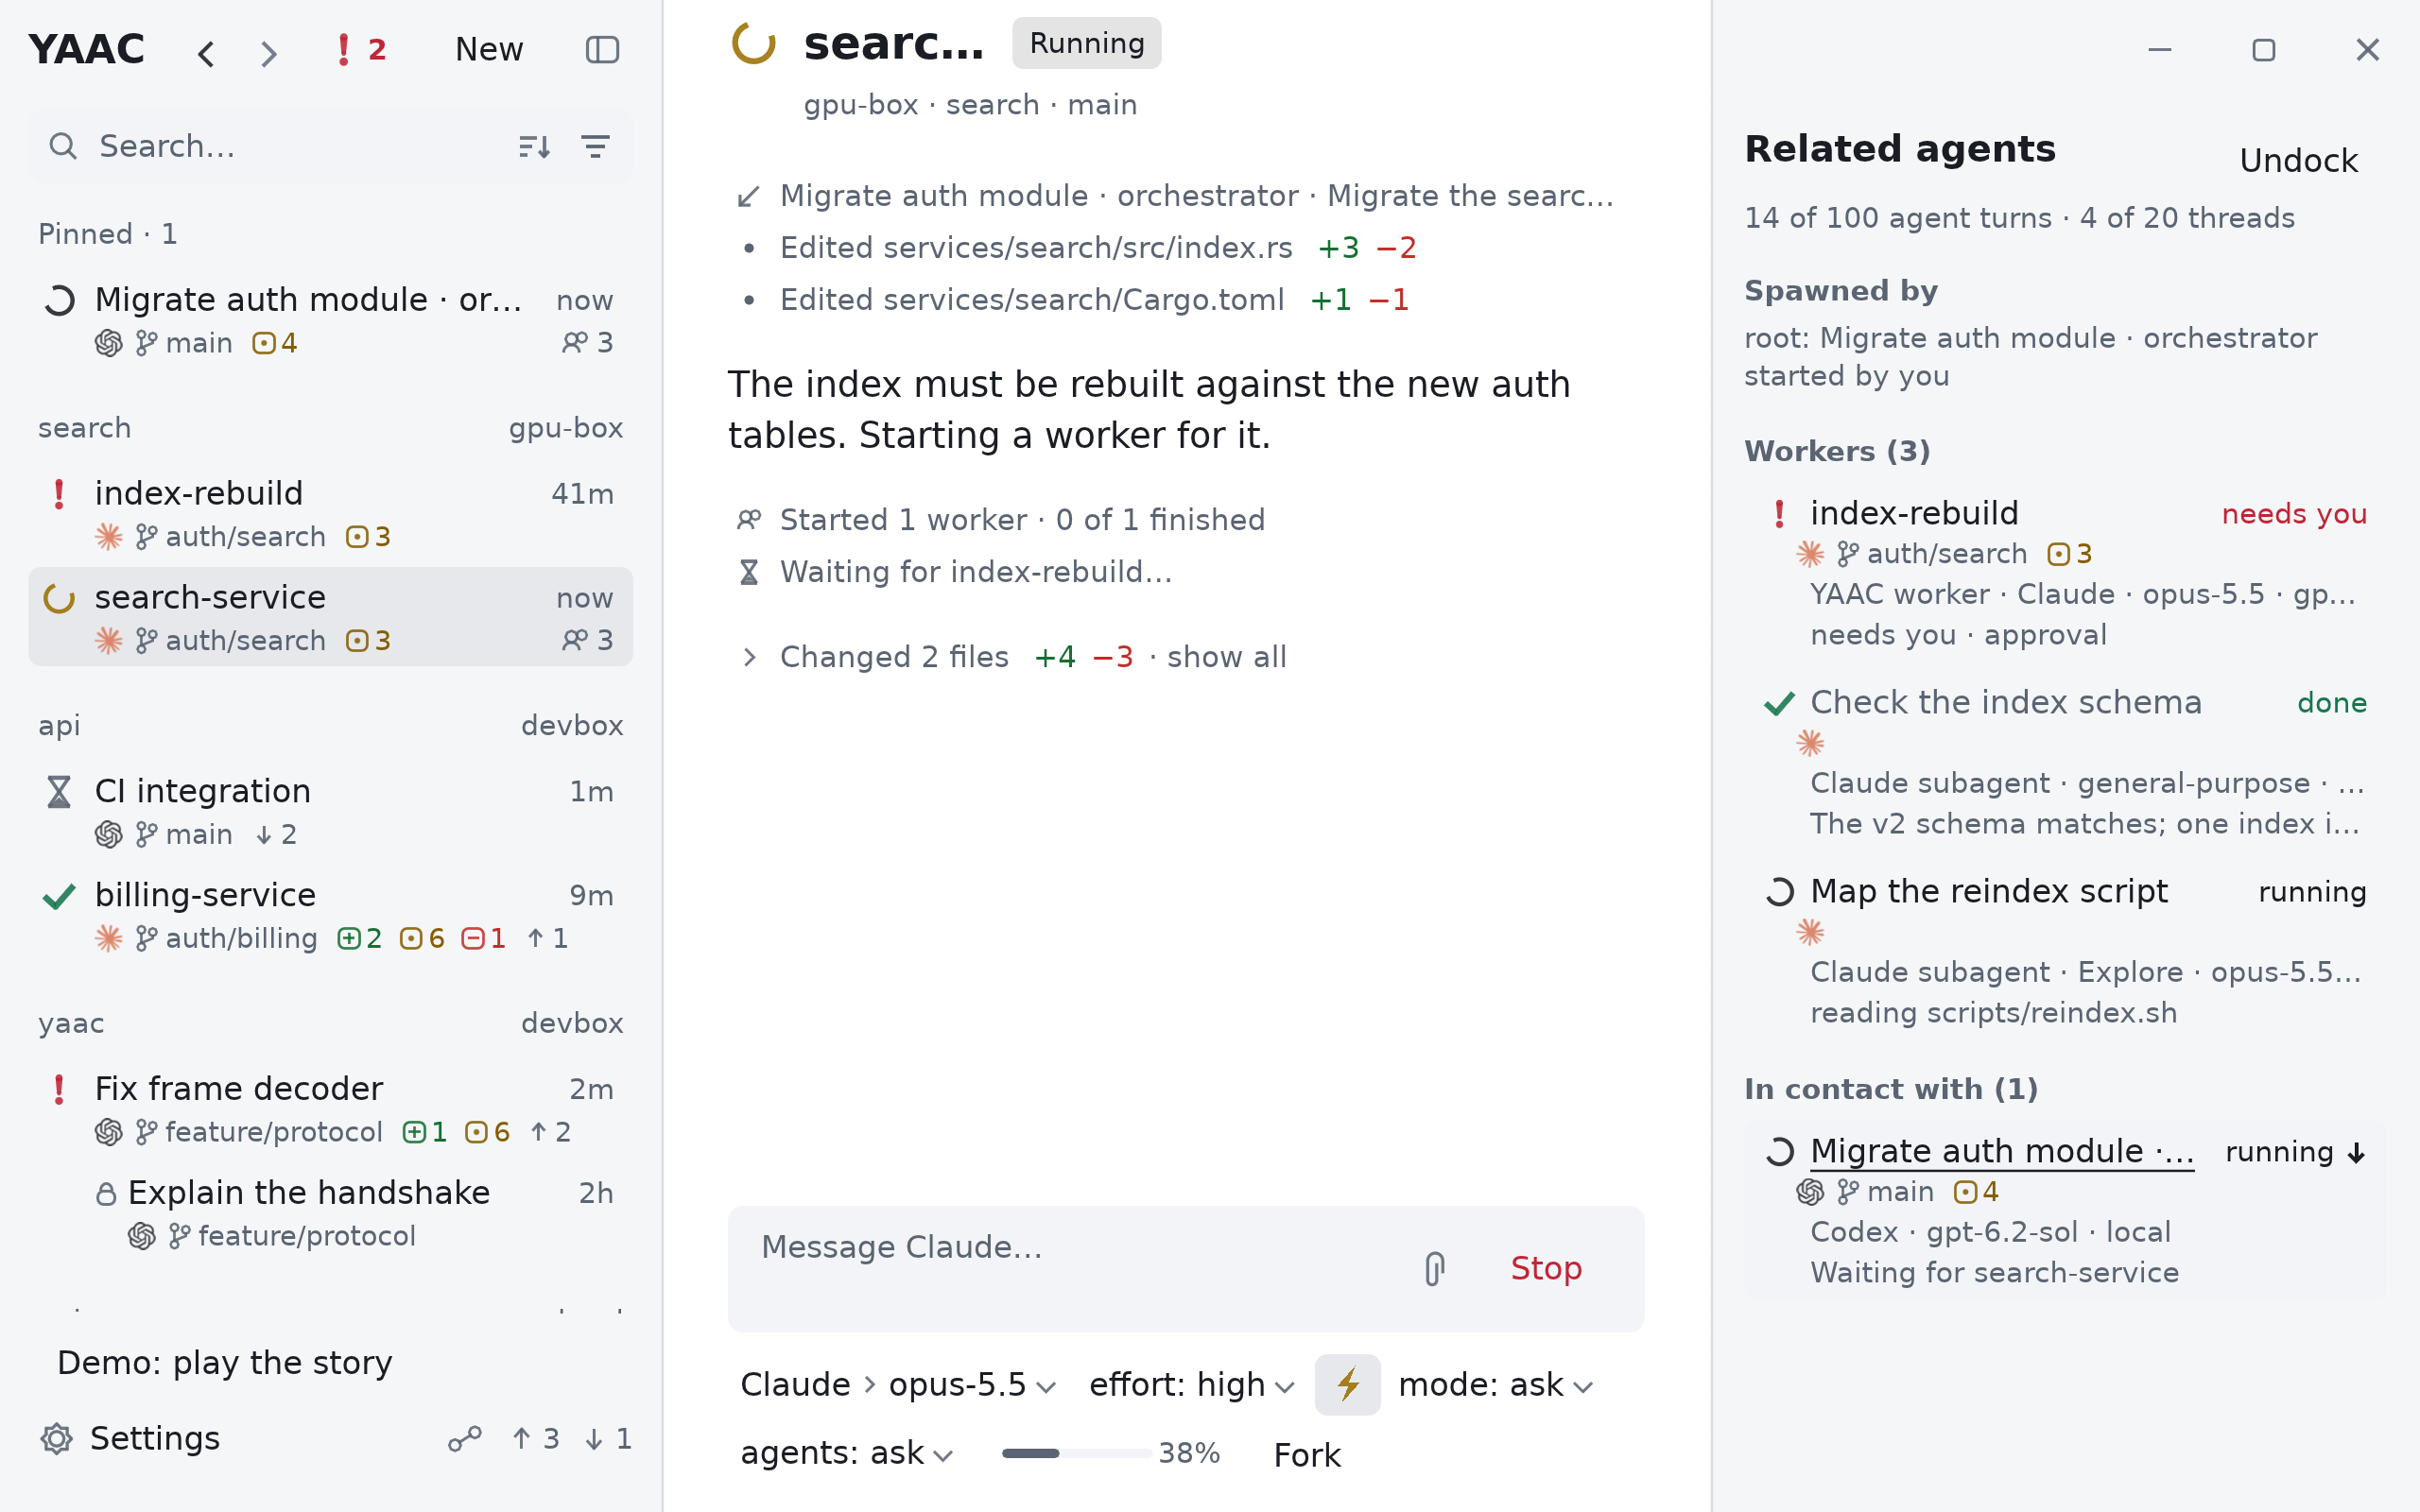 YAAC 2 New
Search...
Pinned · 1
Migrate auth module · or... now
main 4 3
search gpu-box
index-rebuild 41m
auth/search 3
search-service now
auth/search 3 3
api devbox
CI integration 1m
main ↓ 2
billing-service 9m
auth/billing 2 6 1 ↑ 1
yaac devbox
Fix frame decoder 2m
feature/protocol 1 6 ↑ 2
Explain the handshake 2h
feature/protocol
Demo: play the story
Settings ↑ 3 ↓ 1
searc... Running
gpu-box · search · main
Migrate auth module · orchestrator · Migrate the searc...
• Edited services/search/src/index.rs +3 −2
• Edited services/search/Cargo.toml +1 −1
The index must be rebuilt against the new auth
tables. Starting a worker for it.
Started 1 worker · 0 of 1 finished
Waiting for index-rebuild...
Changed 2 files +4 −3 · show all
Message Claude...
Stop
Claude › opus-5.5 effort: high mode: ask
agents: ask 38% Fork
Related agents Undock
14 of 100 agent turns · 4 of 20 threads
Spawned by
root: Migrate auth module · orchestrator
started by you
Workers (3)
index-rebuild needs you
auth/search 3
YAAC worker · Claude · opus-5.5 · gp...
needs you · approval
Check the index schema done
Claude subagent · general-purpose · ...
The v2 schema matches; one index i...
Map the reindex script running
Claude subagent · Explore · opus-5.5...
reading scripts/reindex.sh
In contact with (1)
Migrate auth module ·... running ↓
main 4
Codex · gpt-6.2-sol · local
Waiting for search-service